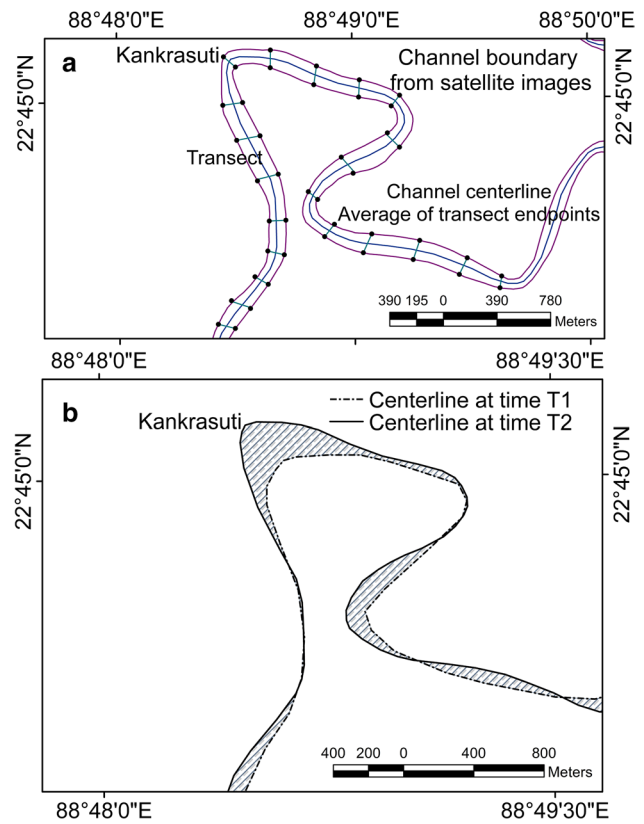 88°48'0"E 88°49'0"E 88°50'0"E
a
Kankrasuti
Channel boundary
from satellite images
22°45'0"N
22°45'0"N
Transect
Channel centerline
Average of transect endpoints
390 195 0 390 780
Meters
88°48'0"E 88°49'30"E
b
Centerline at time T1
Centerline at time T2
Kankrasuti
22°45'0"N
22°45'0"N
400 200 0 400 800
Meters
88°48'0"E 88°49'30"E